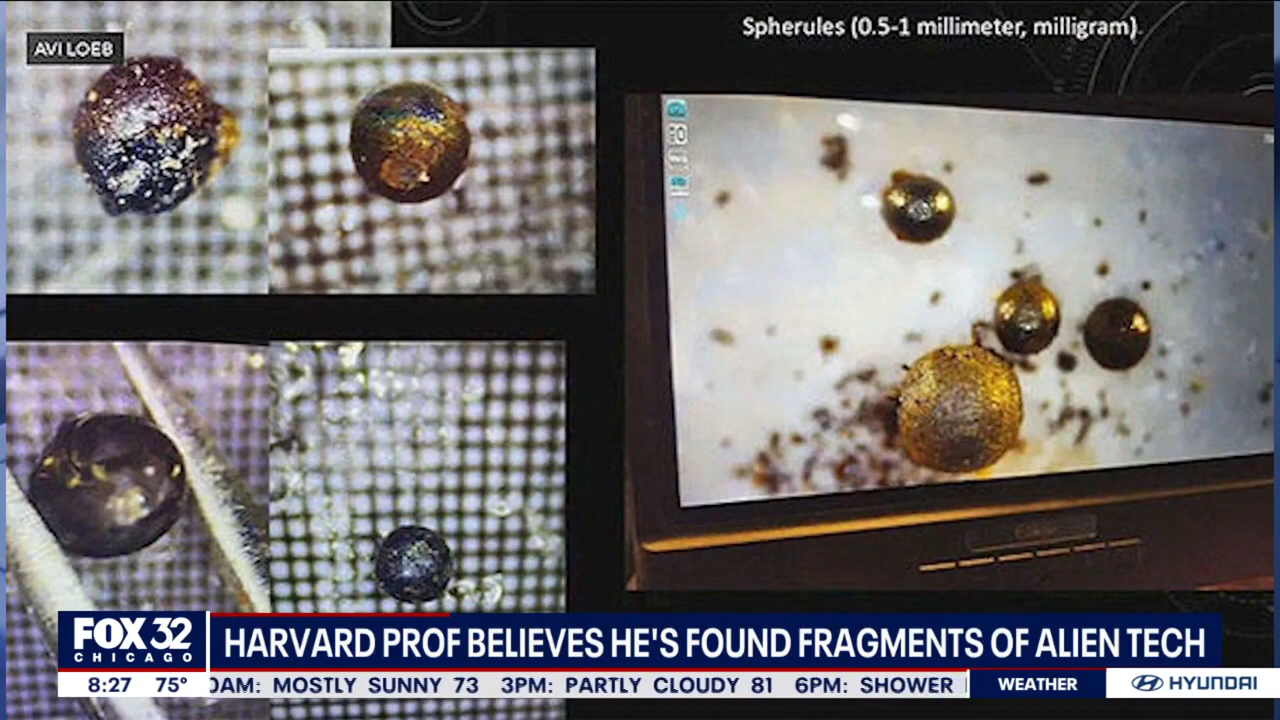 AVI LOEB
Spherules (0.5-1 millimeter, milligram)
FOX 32
CHICAGO
HARVARD PROF BELIEVES HE'S FOUND FRAGMENTS OF ALIEN TECH
8:27 75° 0AM: MOSTLY SUNNY 73 3PM: PARTLY CLOUDY 81 6PM: SHOWER
WEATHER
HYUNDAI